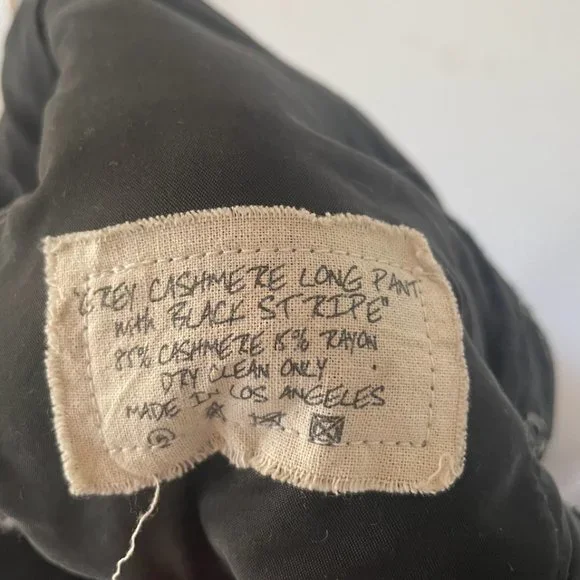 "GREY CASHMERE LONG PANT
with BLACK STRIPE"
85% CASHMERE 15% RAYON
DRY CLEAN ONLY
MADE IN LOS ANGELES